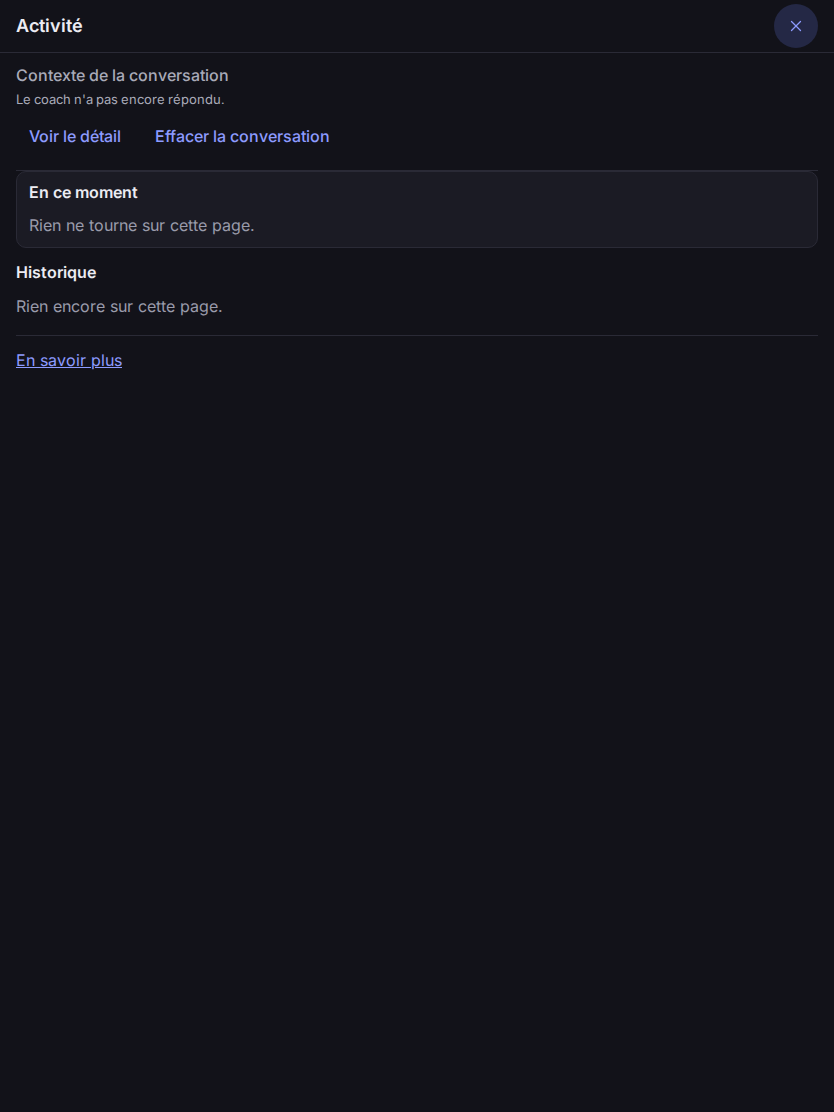 Activité
Contexte de la conversation
Le coach n'a pas encore répondu.
Voir le détail
Effacer la conversation
En ce moment
Rien ne tourne sur cette page.
Historique
Rien encore sur cette page.
En savoir plus